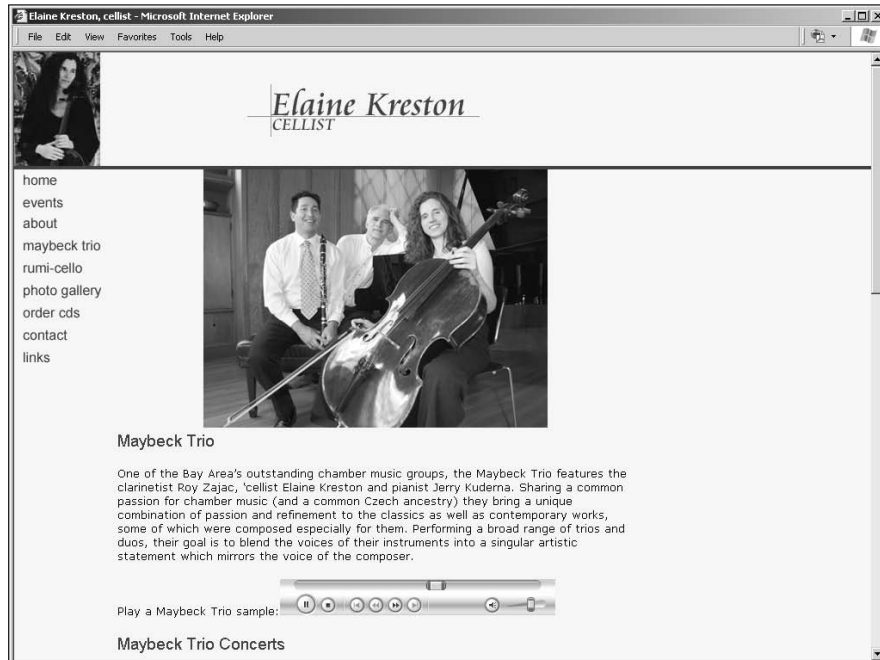 Elaine Kreston, cellist - Microsoft Internet Explorer
File Edit View Favorites Tools Help
Elaine Kreston
CELLIST
home
events
about
maybeck trio
rumi-cello
photo gallery
order cds
contact
links
Maybeck Trio
One of the Bay Area's outstanding chamber music groups, the Maybeck Trio features the
clarinetist Roy Zajac, 'cellist Elaine Kreston and pianist Jerry Kuderna. Sharing a common
passion for chamber music (and a common Czech ancestry) they bring a unique
combination of passion and refinement to the classics as well as contemporary works,
some of which were composed especially for them. Performing a broad range of trios and
duos, their goal is to blend the voices of their instruments into a singular artistic
statement which mirrors the voice of the composer.
Play a Maybeck Trio sample:
Maybeck Trio Concerts